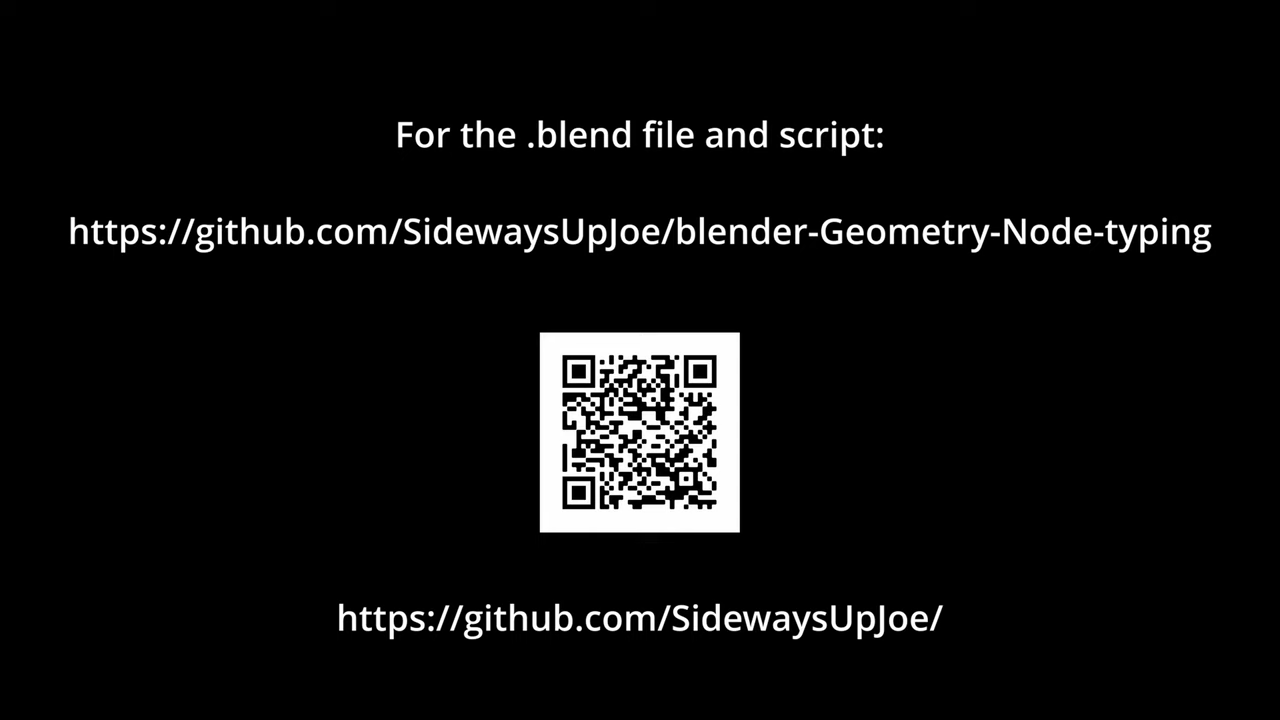 For the .blend file and script:
https://github.com/SidewaysUpJoe/blender-Geometry-Node-typing
https://github.com/SidewaysUpJoe/